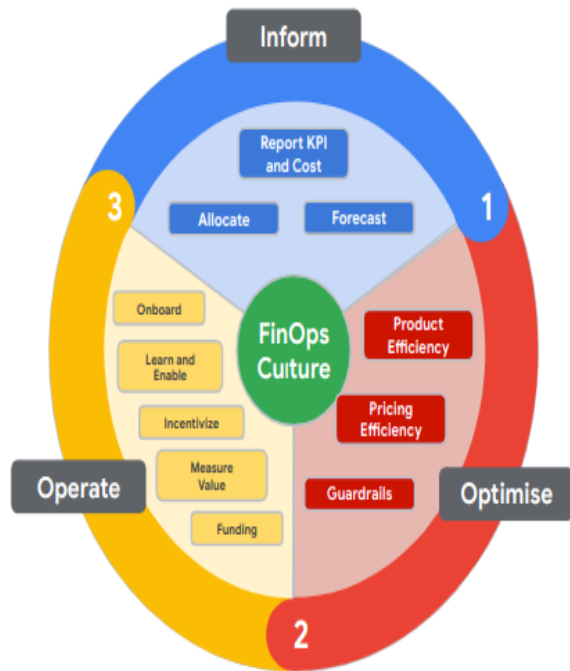 Inform
Report KPI
and Cost
Allocate
Forecast
3
1
Onboard
Learn and
Enable
Incentivize
Measure
Value
Funding
FinOps
Culture
Product
Efficiency
Pricing
Efficiency
Guardrails
Operate
Optimise
2